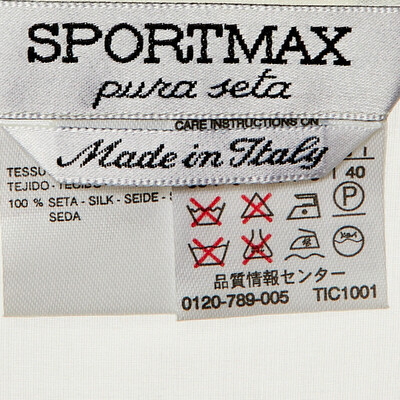 SPORTMAX
pura seta
CARE INSTRUCTIONS ON
Made in Italy
TESSU
I 40
TEJIDO - TECIDO
100 % SETA - SILK - SEIDE - S
SEDA
P
品質情報センター
0120-789-005 TIC1001